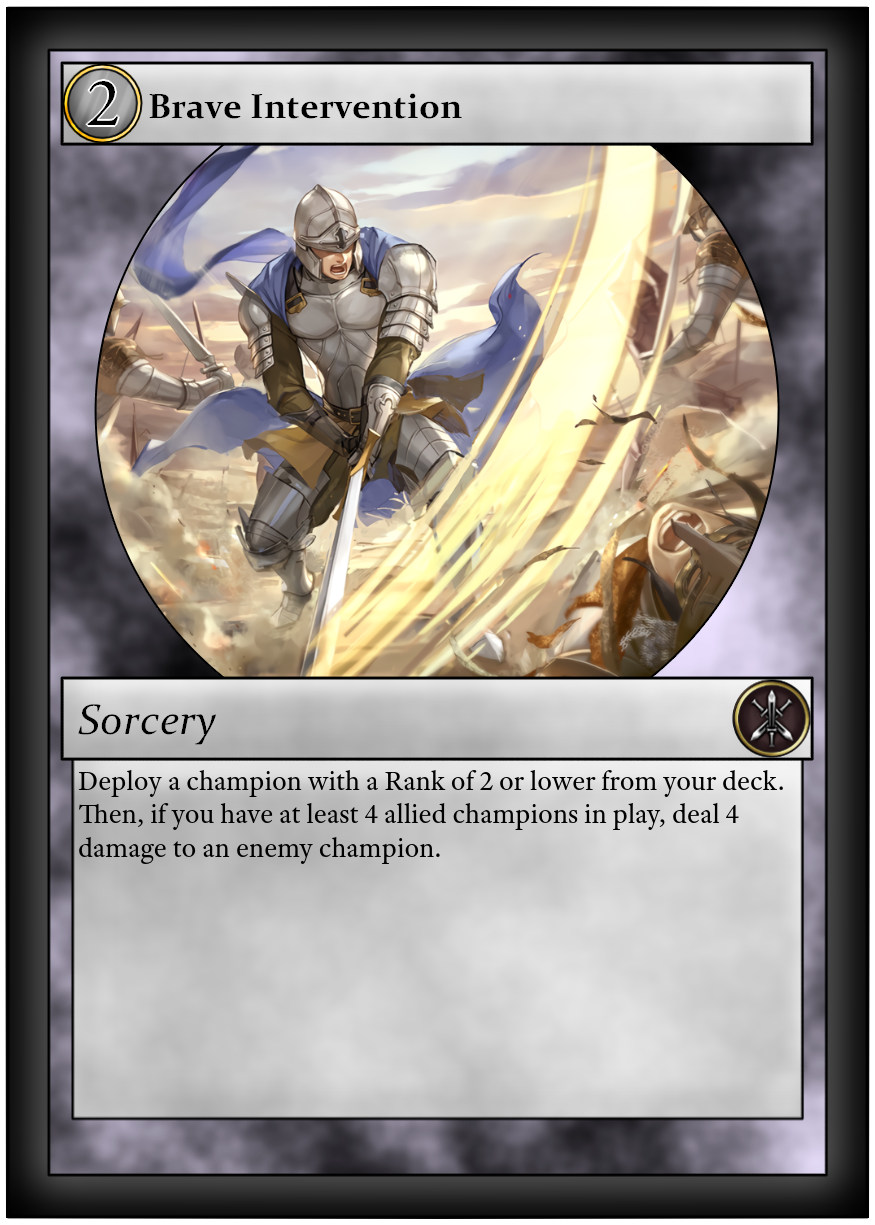 2 Brave Intervention
Sorcery
Deploy a champion with a Rank of 2 or lower from your deck.
Then, if you have at least 4 allied champions in play, deal 4
damage to an enemy champion.